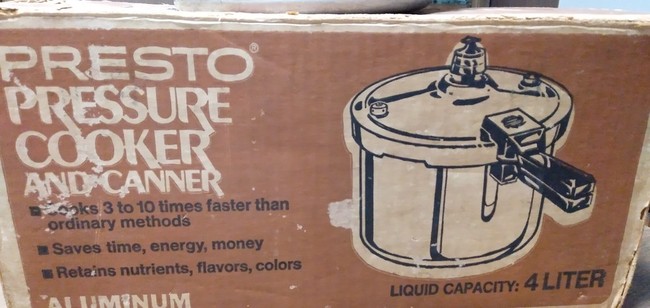 PRESTO®
PRESSURE
COOKER
AND CANNER
Cooks 3 to 10 times faster than
ordinary methods
Saves time, energy, money
Retains nutrients, flavors, colors
ALUMINUM
LIQUID CAPACITY: 4 LITER